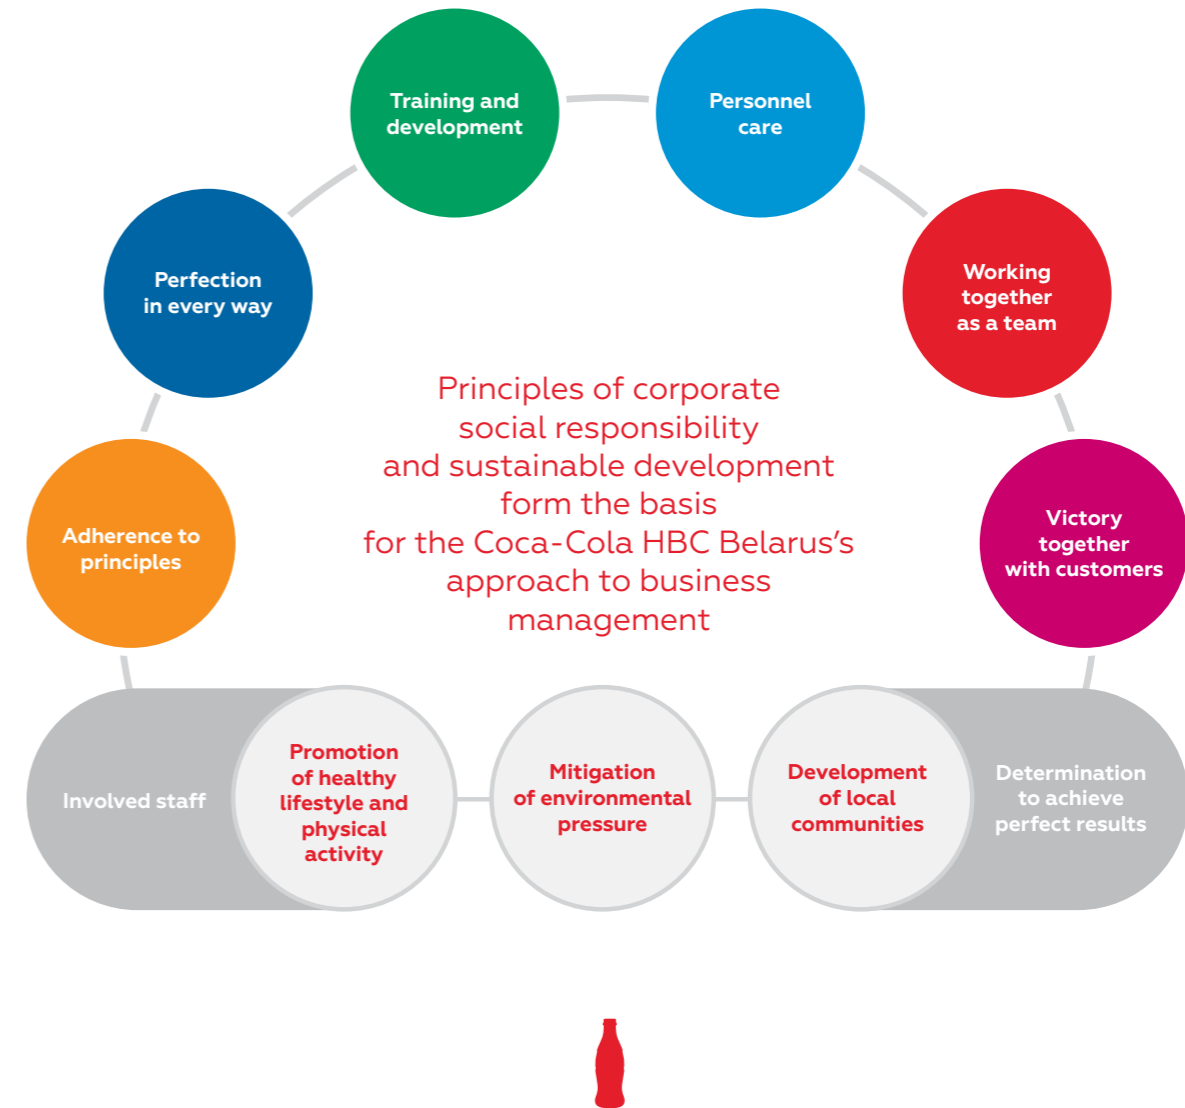 Training and
development
Personnel
care
Perfection
in every way
Working
together
as a team
Principles of corporate
social responsibility
and sustainable development
form the basis
for the Coca-Cola HBC Belarus’s
approach to business
management
Adherence to
principles
Victory
together
with customers
Involved staff
Promotion
of healthy
lifestyle and
physical
activity
Mitigation
of environmental
pressure
Development
of local
communities
Determination
to achieve
perfect results